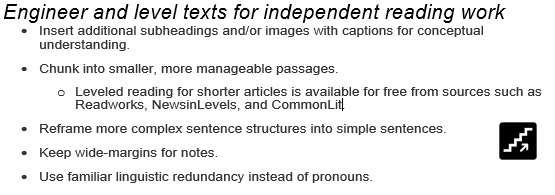 Engineer and level texts for independent reading work
• Insert additional subheadings and/or images with captions for conceptual
understanding.
• Chunk into smaller, more manageable passages.
o Leveled reading for shorter articles is available for free from sources such as
Readworks, NewsinLevels, and CommonLit.
• Reframe more complex sentence structures into simple sentences.
• Keep wide-margins for notes.
• Use familiar linguistic redundancy instead of pronouns.